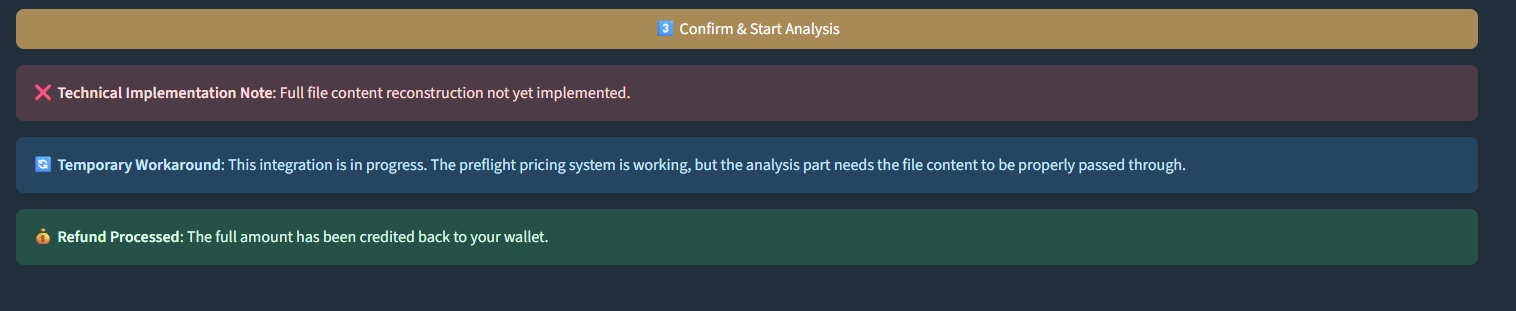 3 Confirm & Start Analysis
Technical Implementation Note: Full file content reconstruction not yet implemented.
Temporary Workaround: This integration is in progress. The preflight pricing system is working, but the analysis part needs the file content to be properly passed through.
Refund Processed: The full amount has been credited back to your wallet.